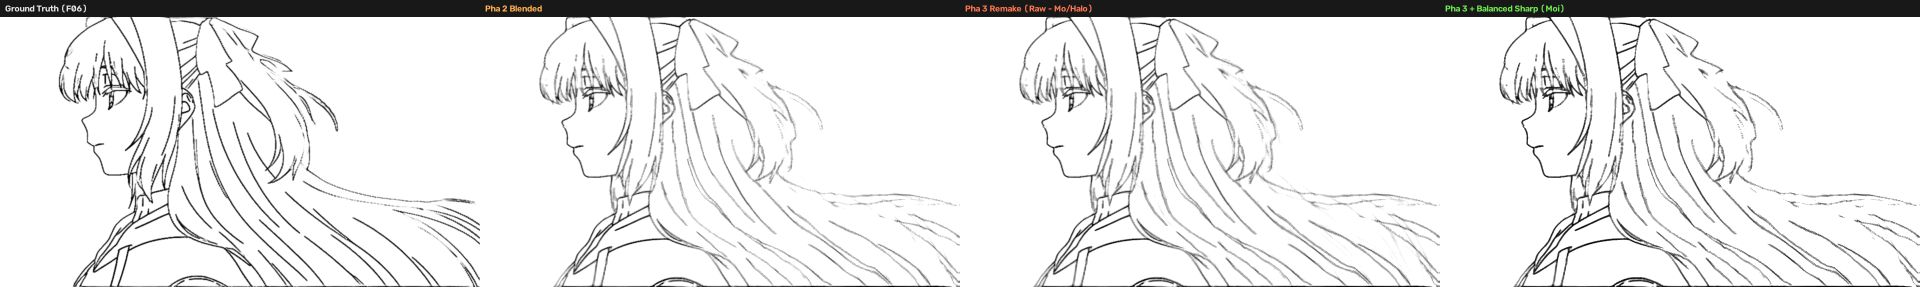 Ground Truth (F06)
Pha 2 Blended
Pha 3 Remake (Raw - Mo/Halo)
Pha 3 + Balanced Sharp (Moi)